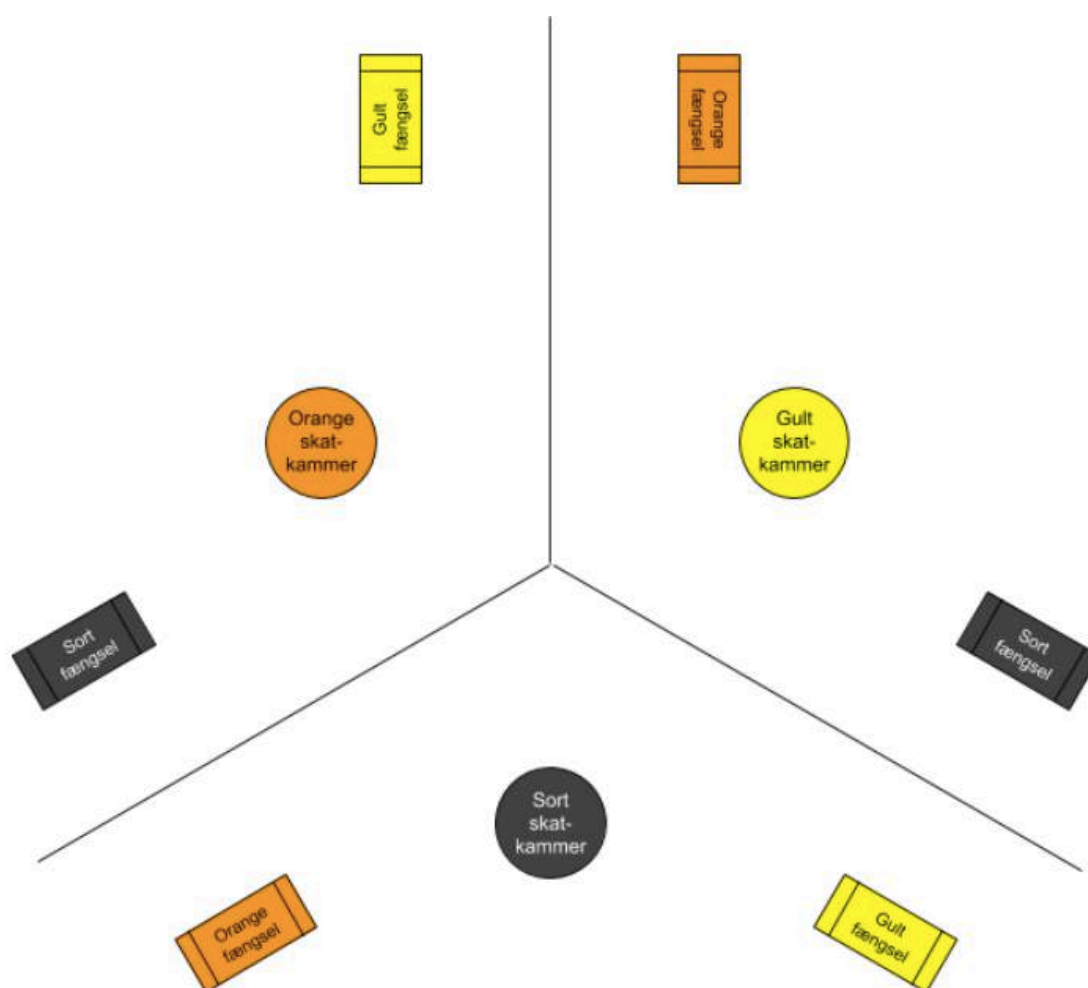 Gult
fængsel
Orange
fængsel
Orange
skat-
kammer
Gult
skat-
kammer
Sort
fængsel
Sort
fængsel
Sort
skat-
kammer
Orange
fængsel
Gult
fængsel